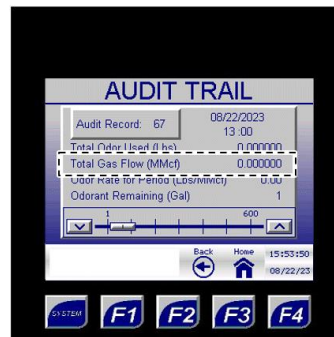 AUDIT TRAIL
Audit Record: 67
08/22/2023
13 :00
Total Odor Used (Lbs) 0.000000
Total Gas Flow (MMcf) 0.000000
Odor Rate for Period (Lbs/MMcf) 0.00
Odorant Remaining (Gal) 1
1 600
Back Home 15:53:50
08/22/23
SYSTEM F1 F2 F3 F4